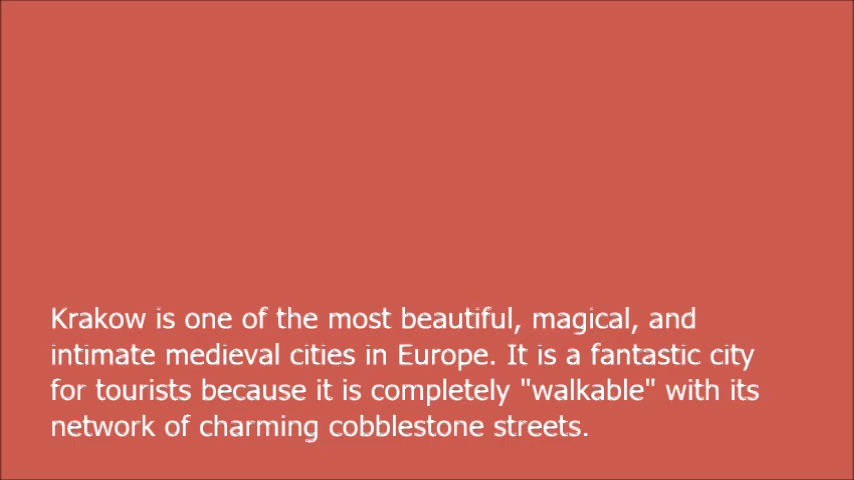 Krakow is one of the most beautiful, magical, and
intimate medieval cities in Europe. It is a fantastic city
for tourists because it is completely "walkable" with its
network of charming cobblestone streets.